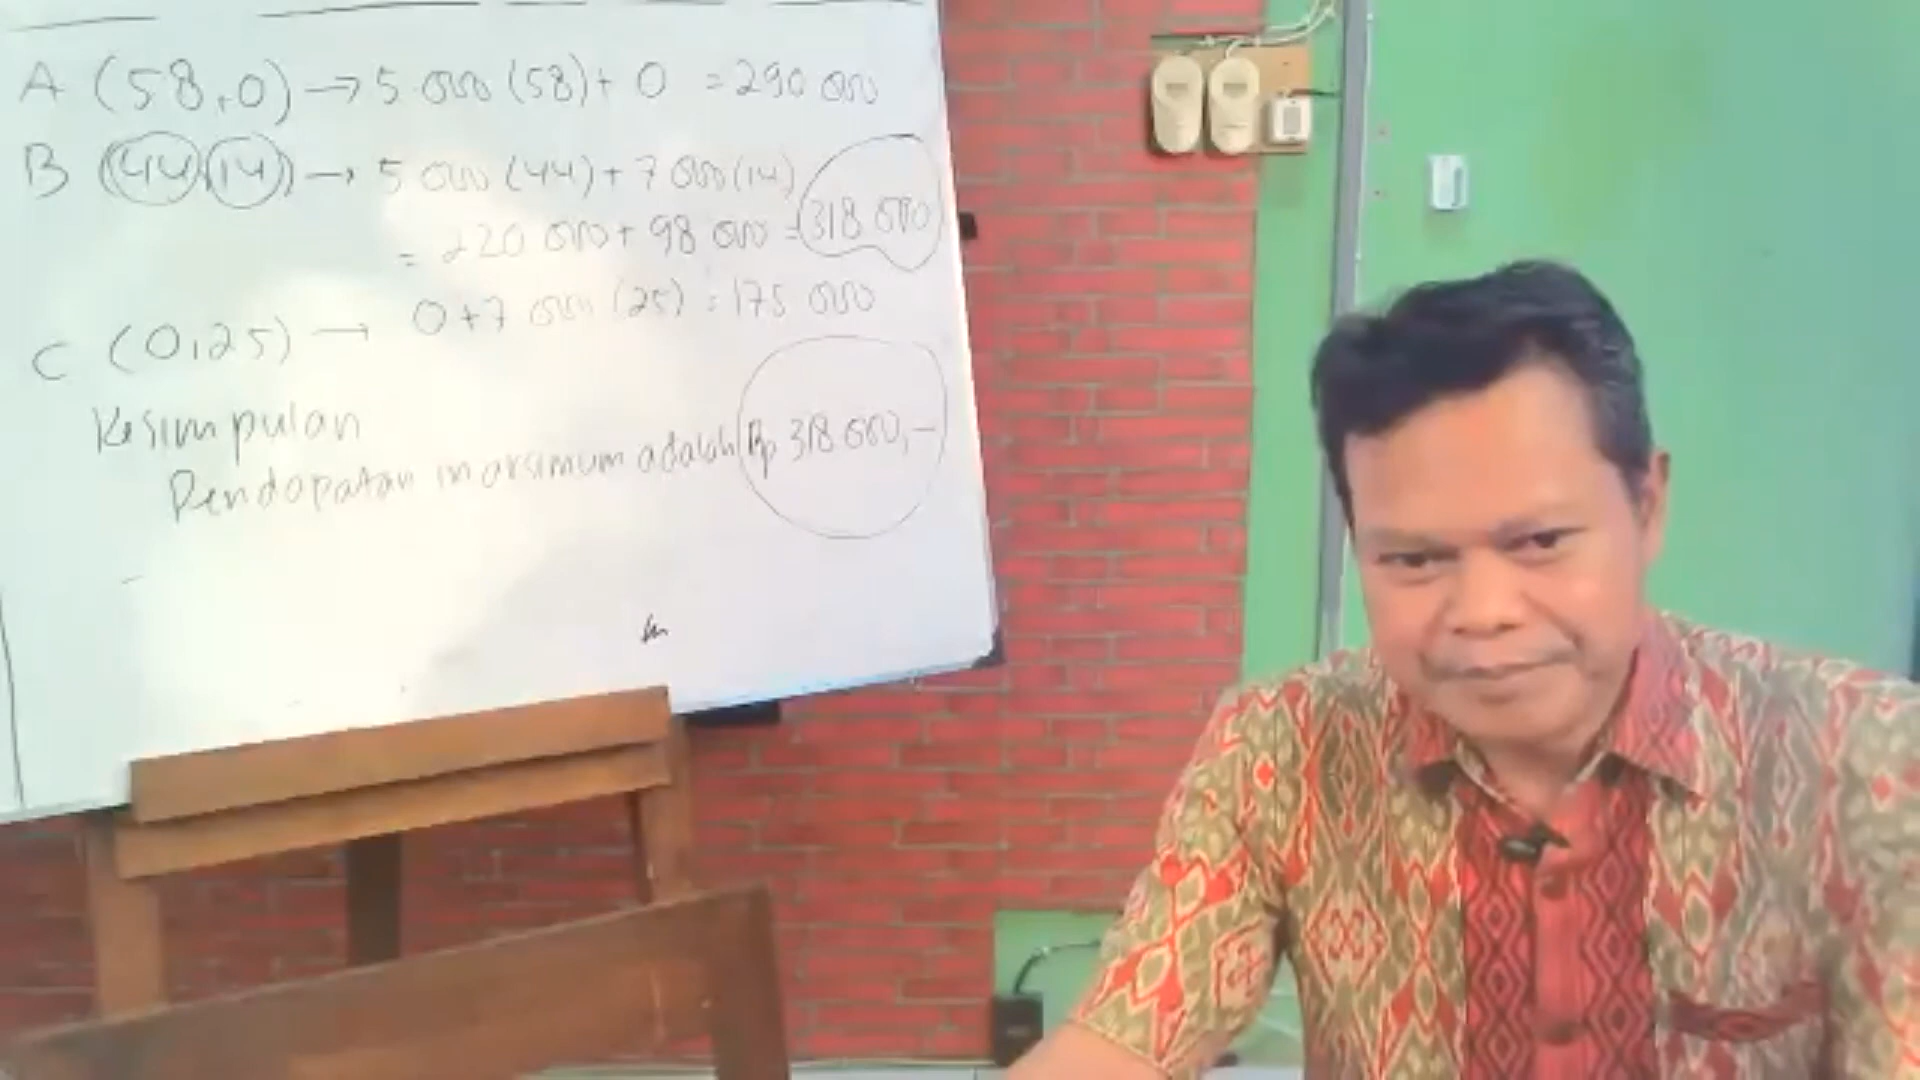 A (58,0) → 5 000 (58) + 0 = 290 000
B (44,14) → 5 000 (44) + 7 000 (14)
= 220 000 + 98 000 = 318 000
C (0,25) → 0 + 7 000 (25) = 175 000
Kesimpulan
Pendapatan maksimum adalah Rp 318 000,-